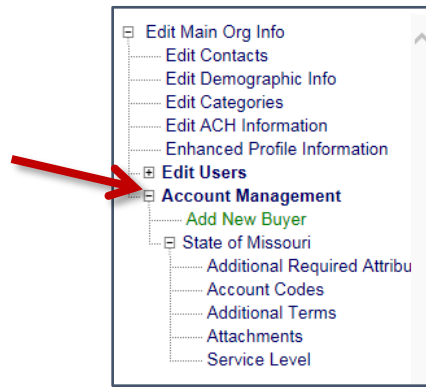 Edit Main Org Info
Edit Contacts
Edit Demographic Info
Edit Categories
Edit ACH Information
Enhanced Profile Information
Edit Users
Account Management
Add New Buyer
State of Missouri
Additional Required Attribu
Account Codes
Additional Terms
Attachments
Service Level